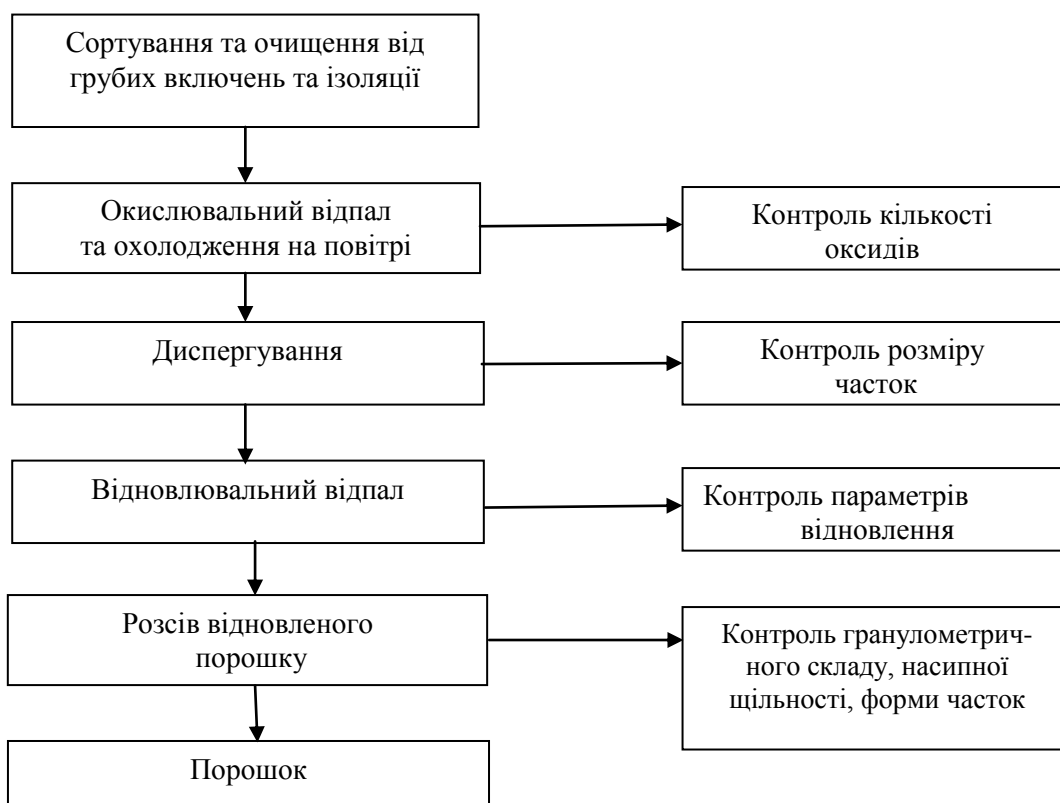 Сортування та очищення від
грубих включень та ізоляції
Окислювальний відпал
та охолодження на повітрі
Контроль кількості
оксидів
Диспергування
Контроль розміру
часток
Відновлювальний відпал
Контроль параметрів
відновлення
Розсів відновленого
порошку
Контроль гранулометрич-
ного складу, насипної
щільності, форми часток
Порошок